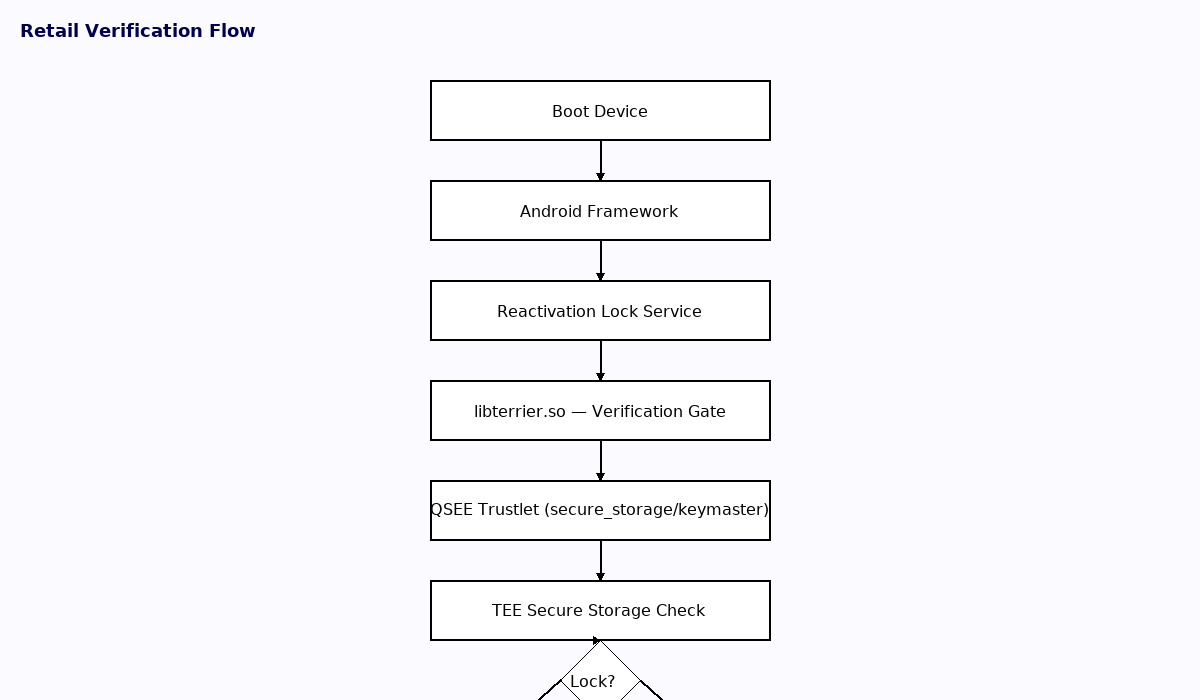 Retail Verification Flow
Boot Device
Android Framework
Reactivation Lock Service
libterrier.so — Verification Gate
QSEE Trustlet (secure_storage/keymaster)
TEE Secure Storage Check
Lock?